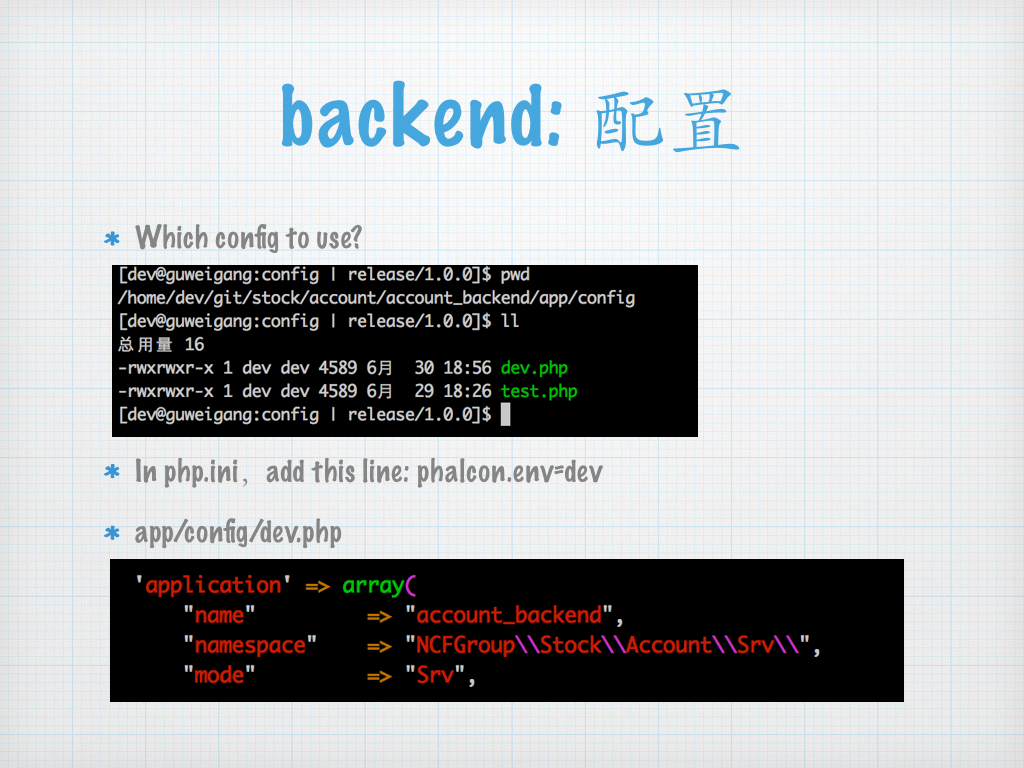 backend: 配置
* Which config to use?
[dev@guweigang:config | release/1.0.0]$ pwd
/home/dev/git/stock/account/account_backend/app/config
[dev@guweigang:config | release/1.0.0]$ ll
总用量 16
-rwxrwxr-x 1 dev dev 4589 6月  30 18:56 dev.php
-rwxrwxr-x 1 dev dev 4589 6月  29 18:26 test.php
[dev@guweigang:config | release/1.0.0]$
* In php.ini，add this line: phalcon.env=dev
* app/config/dev.php
'application' => array(
"name" => "account_backend",
"namespace" => "NCFGroup\\Stock\\Account\\Srv\\",
"mode" => "Srv",